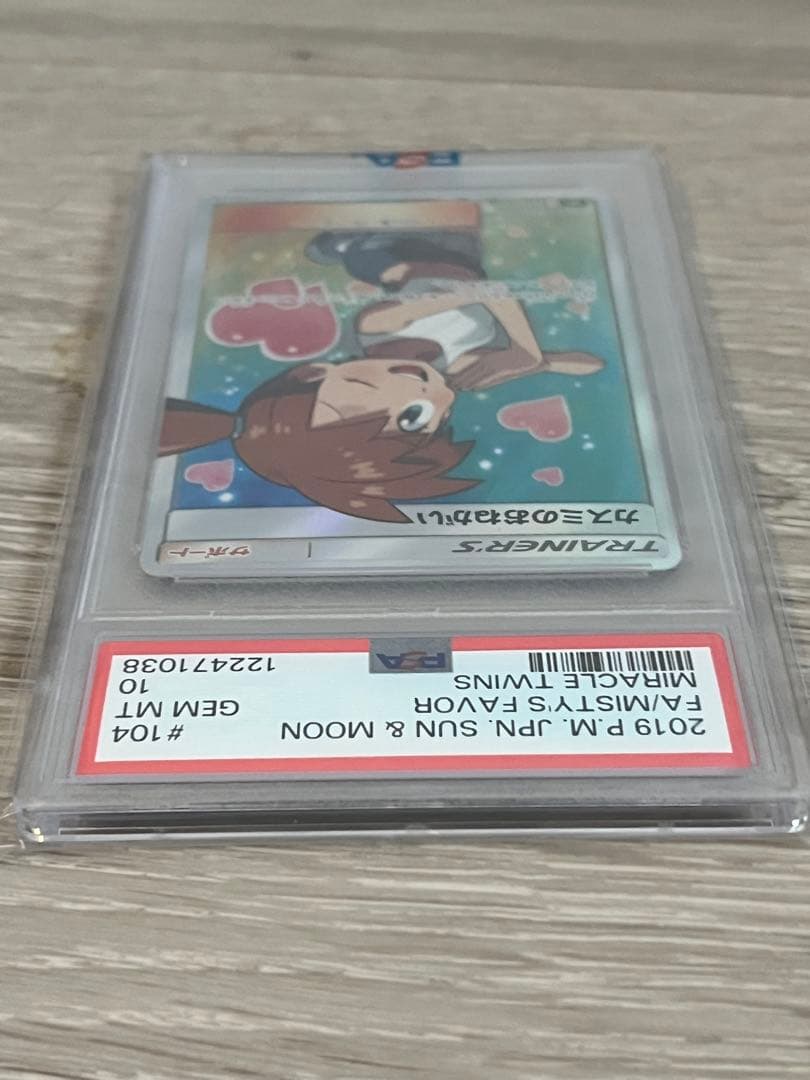 2019 P.M. JPN. SUN & MOON #104
FA/MISTY'S FAVOR GEM MT
MIRACLE TWINS 10
PSA 122471038
TRAINER'S サポート
カスミのおねがい
PSA